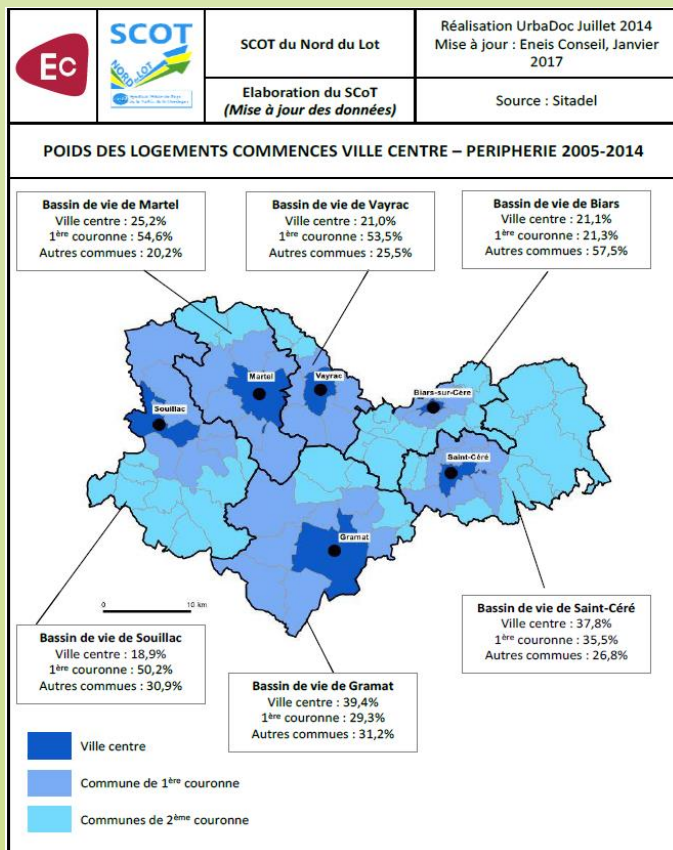 EC
SCOT
NORD du LOT
SCOT du Nord du Lot
Elaboration du SCoT
(Mise à jour des données)
Réalisation UrbaDoc Juillet 2014
Mise à jour : Eneis Conseil, Janvier
2017
Source : Sitadel
POIDS DES LOGEMENTS COMMENCES VILLE CENTRE – PERIPHERIE 2005-2014
Bassin de vie de Martel
Ville centre : 25,2%
1ère couronne : 54,6%
Autres commues : 20,2%
Bassin de vie de Vayrac
Ville centre : 21,0%
1ère couronne : 53,5%
Autres commues : 25,5%
Bassin de vie de Biars
Ville centre : 21,1%
1ère couronne : 21,3%
Autres commues : 57,5%
Martel
Vayrac
Biars-sur-Cère
Souillac
Saint-Céré
Gramat
0 10 km
Bassin de vie de Saint-Céré
Ville centre : 37,8%
1ère couronne : 35,5%
Autres commues : 26,8%
Bassin de vie de Souillac
Ville centre : 18,9%
1ère couronne : 50,2%
Autres commues : 30,9%
Bassin de vie de Gramat
Ville centre : 39,4%
1ère couronne : 29,3%
Autres commues : 31,2%
Ville centre
Commune de 1ère couronne
Communes de 2ème couronne